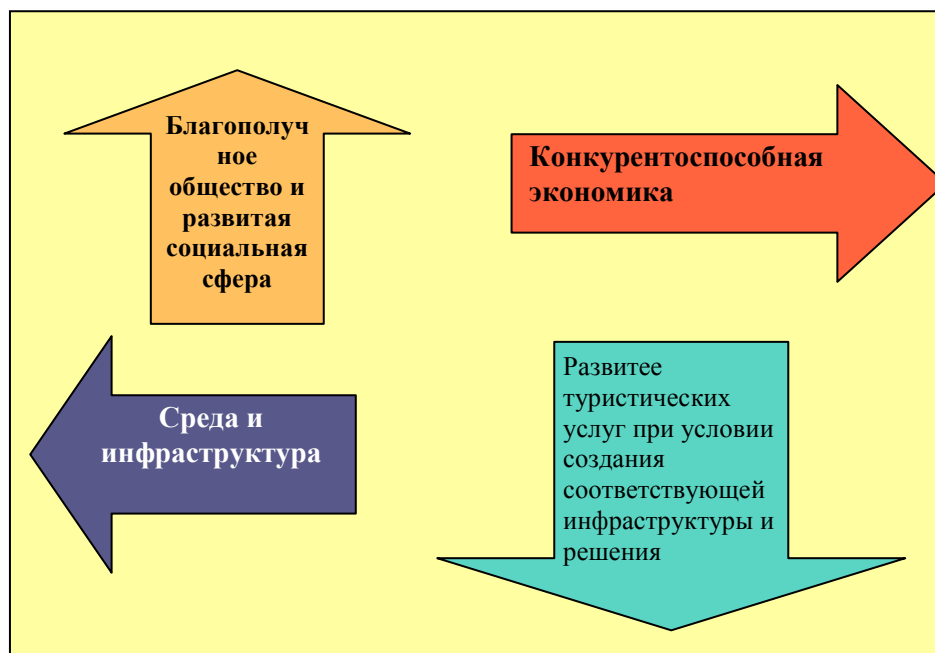 Благополуч
ное
общество и
развитая
социальная
сфера
Конкурентоспособная
экономика
Среда и
инфраструктура
Развитее
туристических
услуг при условии
создания
соответствующей
инфраструктуры и
решения